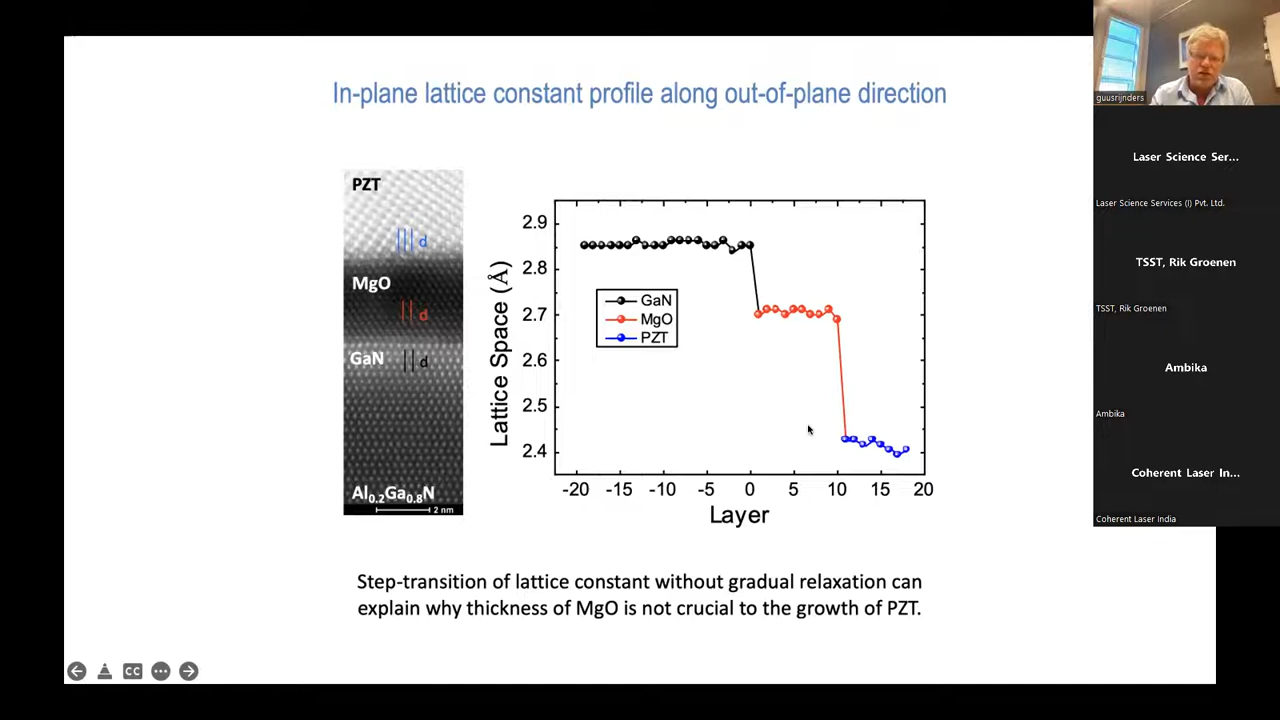 In-plane lattice constant profile along out-of-plane direction
PZT
d
MgO
d
GaN
d
Al0.2Ga0.8N
2 nm
Lattice Space (Å)
2.9
2.8
2.7
2.6
2.5
2.4
GaN
MgO
PZT
-20 -15 -10 -5 0 5 10 15 20
Layer
Step-transition of lattice constant without gradual relaxation can
explain why thickness of MgO is not crucial to the growth of PZT.
CC
guusrijnders
Laser Science Ser...
Laser Science Services (I) Pvt. Ltd.
TSST, Rik Groenen
TSST, Rik Groenen
Ambika
Ambika
Coherent Laser In...
Coherent Laser India